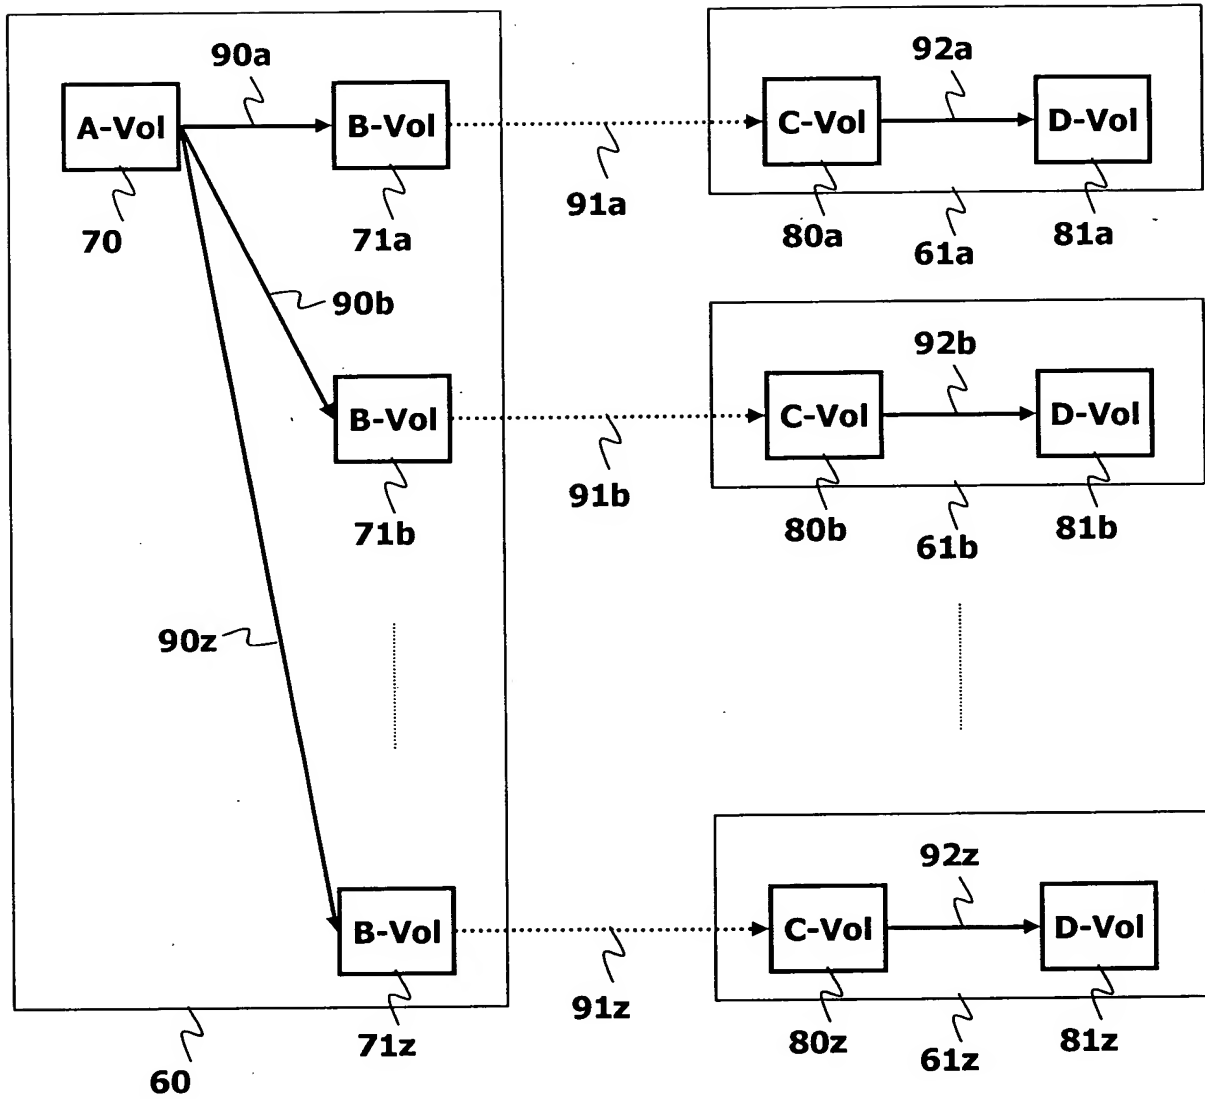 90a
92a
A-Vol
B-Vol
C-Vol
D-Vol
91a
70
71a
80a
61a
81a
90b
92b
B-Vol
C-Vol
D-Vol
91b
71b
80b
61b
81b
90z
92z
B-Vol
C-Vol
D-Vol
91z
71z
80z
61z
81z
60